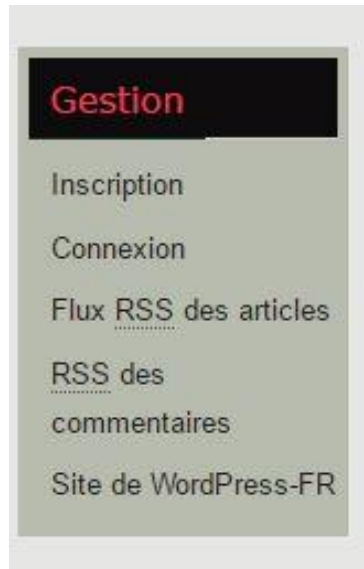 Gestion
Inscription
Connexion
Flux RSS des articles
RSS des
commentaires
Site de WordPress-FR